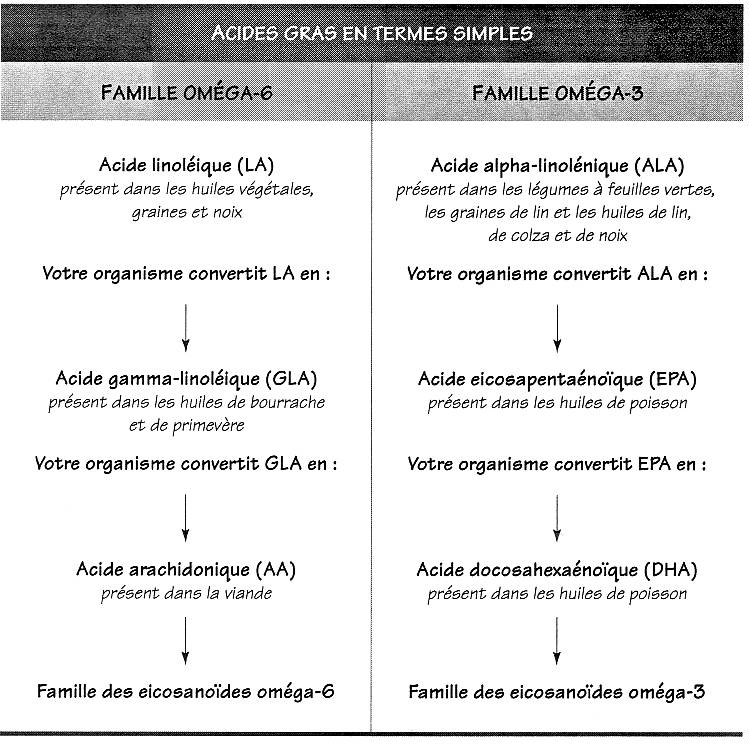 ACIDES GRAS EN TERMES SIMPLES
FAMILLE OMÉGA-6
Acide linoléique (LA)
présent dans les huiles végétales,
graines et noix
Votre organisme convertit LA en :
Acide gamma-linoléique (GLA)
présent dans les huiles de bourrache
et de primevère
Votre organisme convertit GLA en :
Acide arachidonique (AA)
présent dans la viande
Famille des eicosanoïdes oméga-6
FAMILLE OMÉGA-3
Acide alpha-linolénique (ALA)
présent dans les légumes à feuilles vertes,
les graines de lin et les huiles de lin,
de colza et de noix
Votre organisme convertit ALA en :
Acide eicosapentaénoïque (EPA)
présent dans les huiles de poisson
Votre organisme convertit EPA en :
Acide docosahexaénoïque (DHA)
présent dans les huiles de poisson
Famille des eicosanoïdes oméga-3